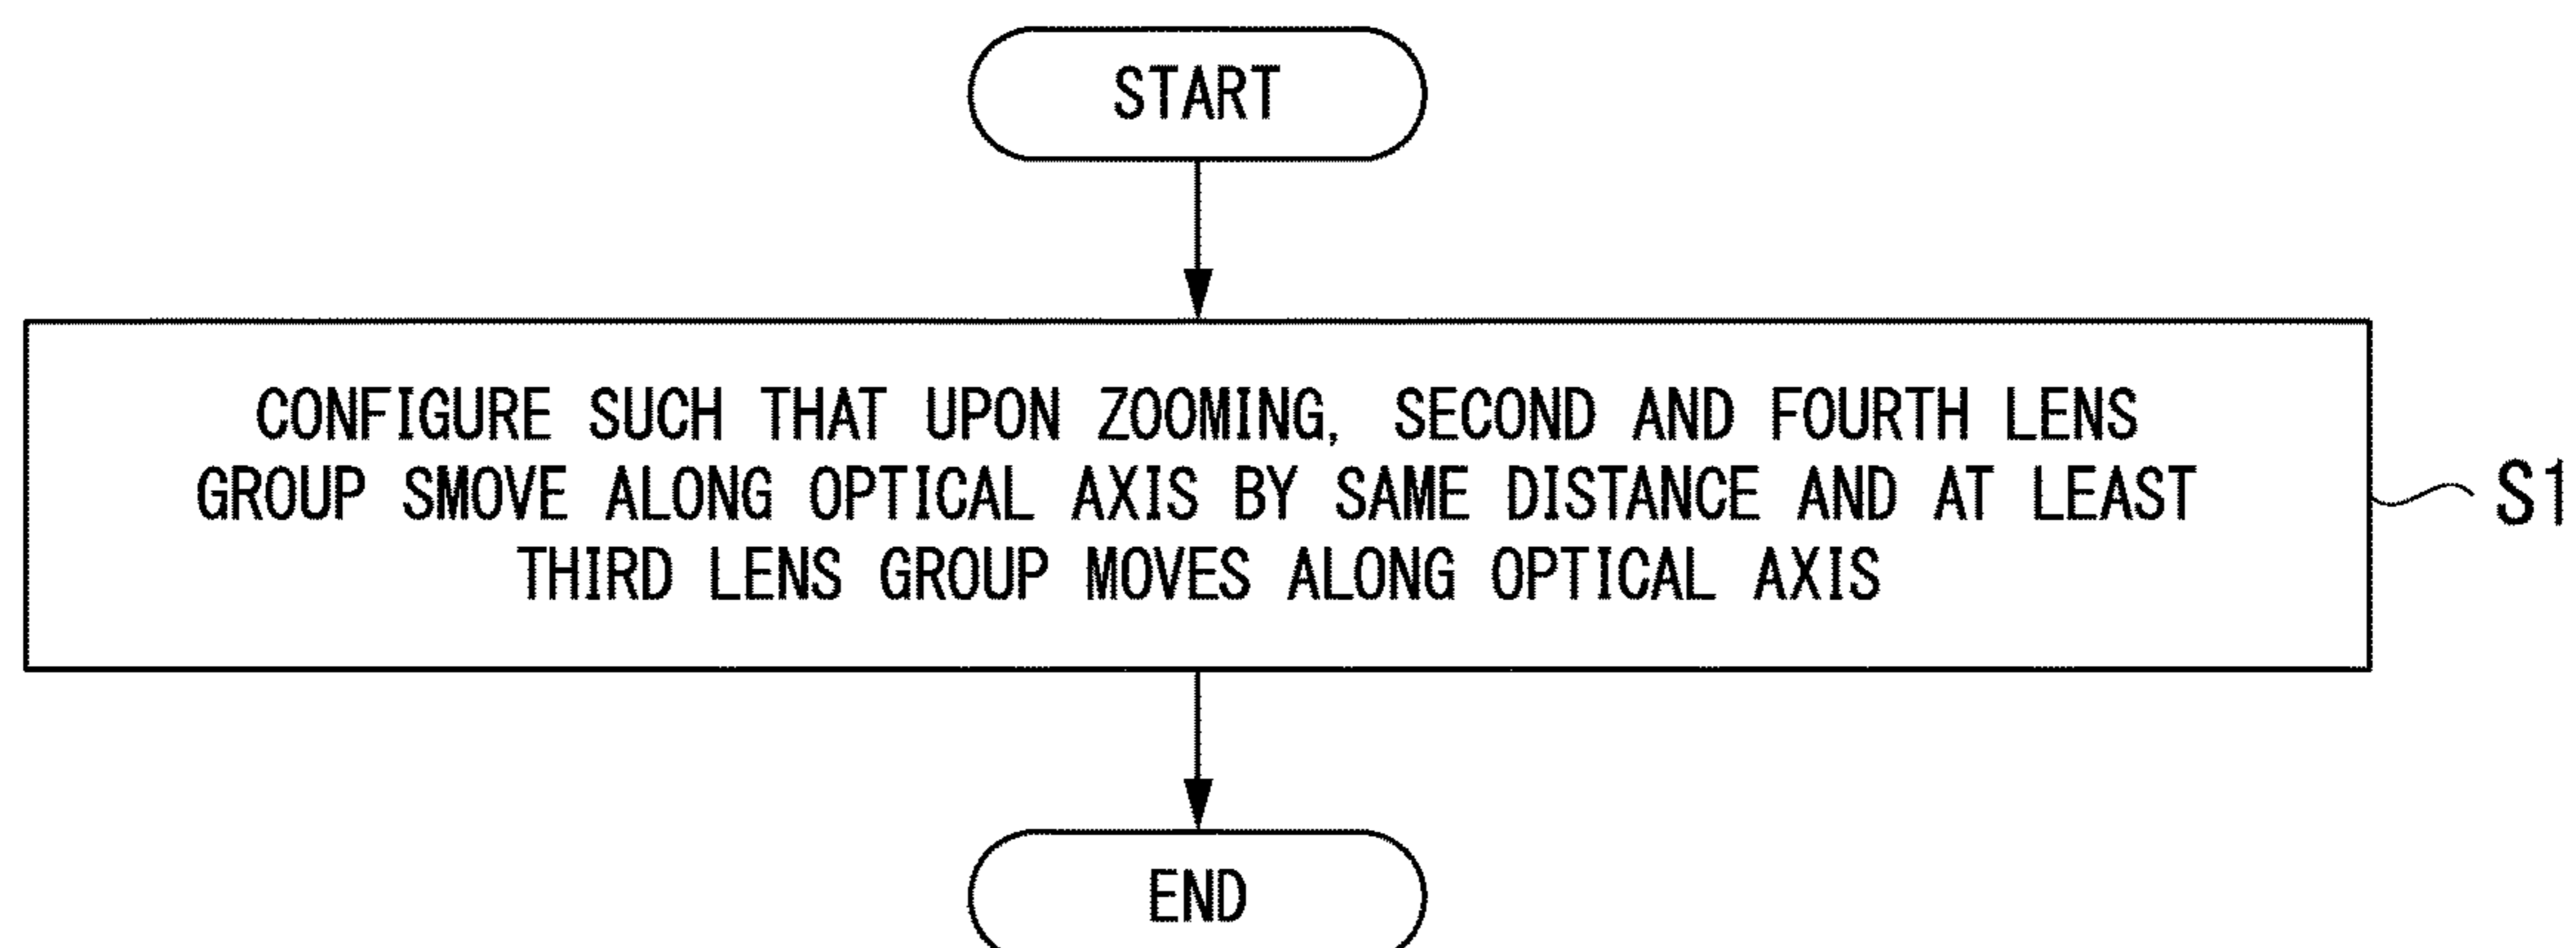 START
CONFIGURE SUCH THAT UPON ZOOMING, SECOND AND FOURTH LENS
GROUP SMOVE ALONG OPTICAL AXIS BY SAME DISTANCE AND AT LEAST
THIRD LENS GROUP MOVES ALONG OPTICAL AXIS
S1
END